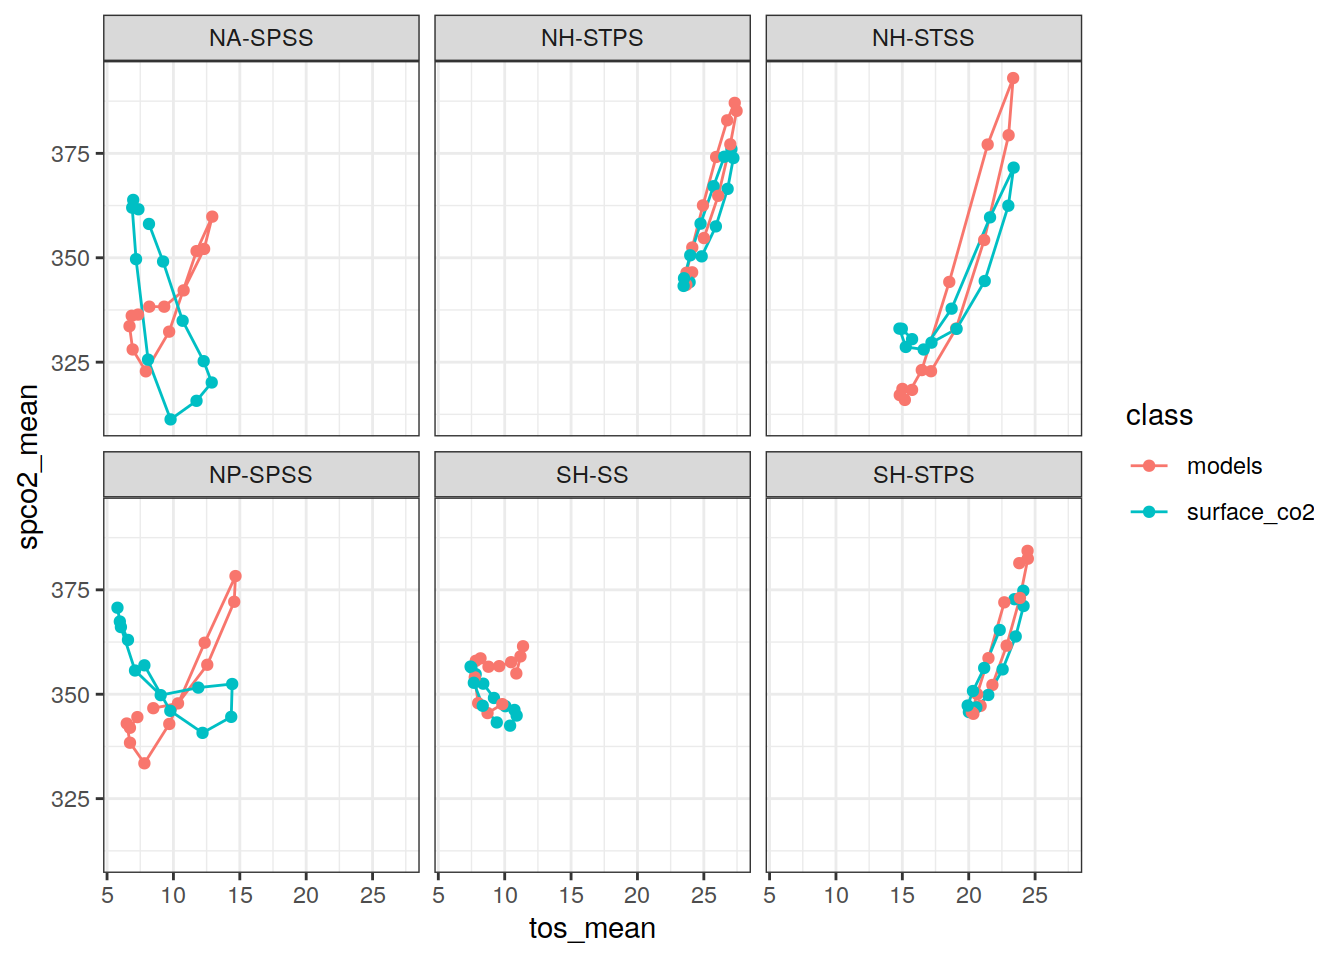 NA-SPSS NH-STPS NH-STSS
375
350
325
NP-SPSS SH-SS SH-STPS
375
350
325
5 10 15 20 25 5 10 15 20 25 5 10 15 20 25
tos_mean
spco2_mean
class
models
surface_co2